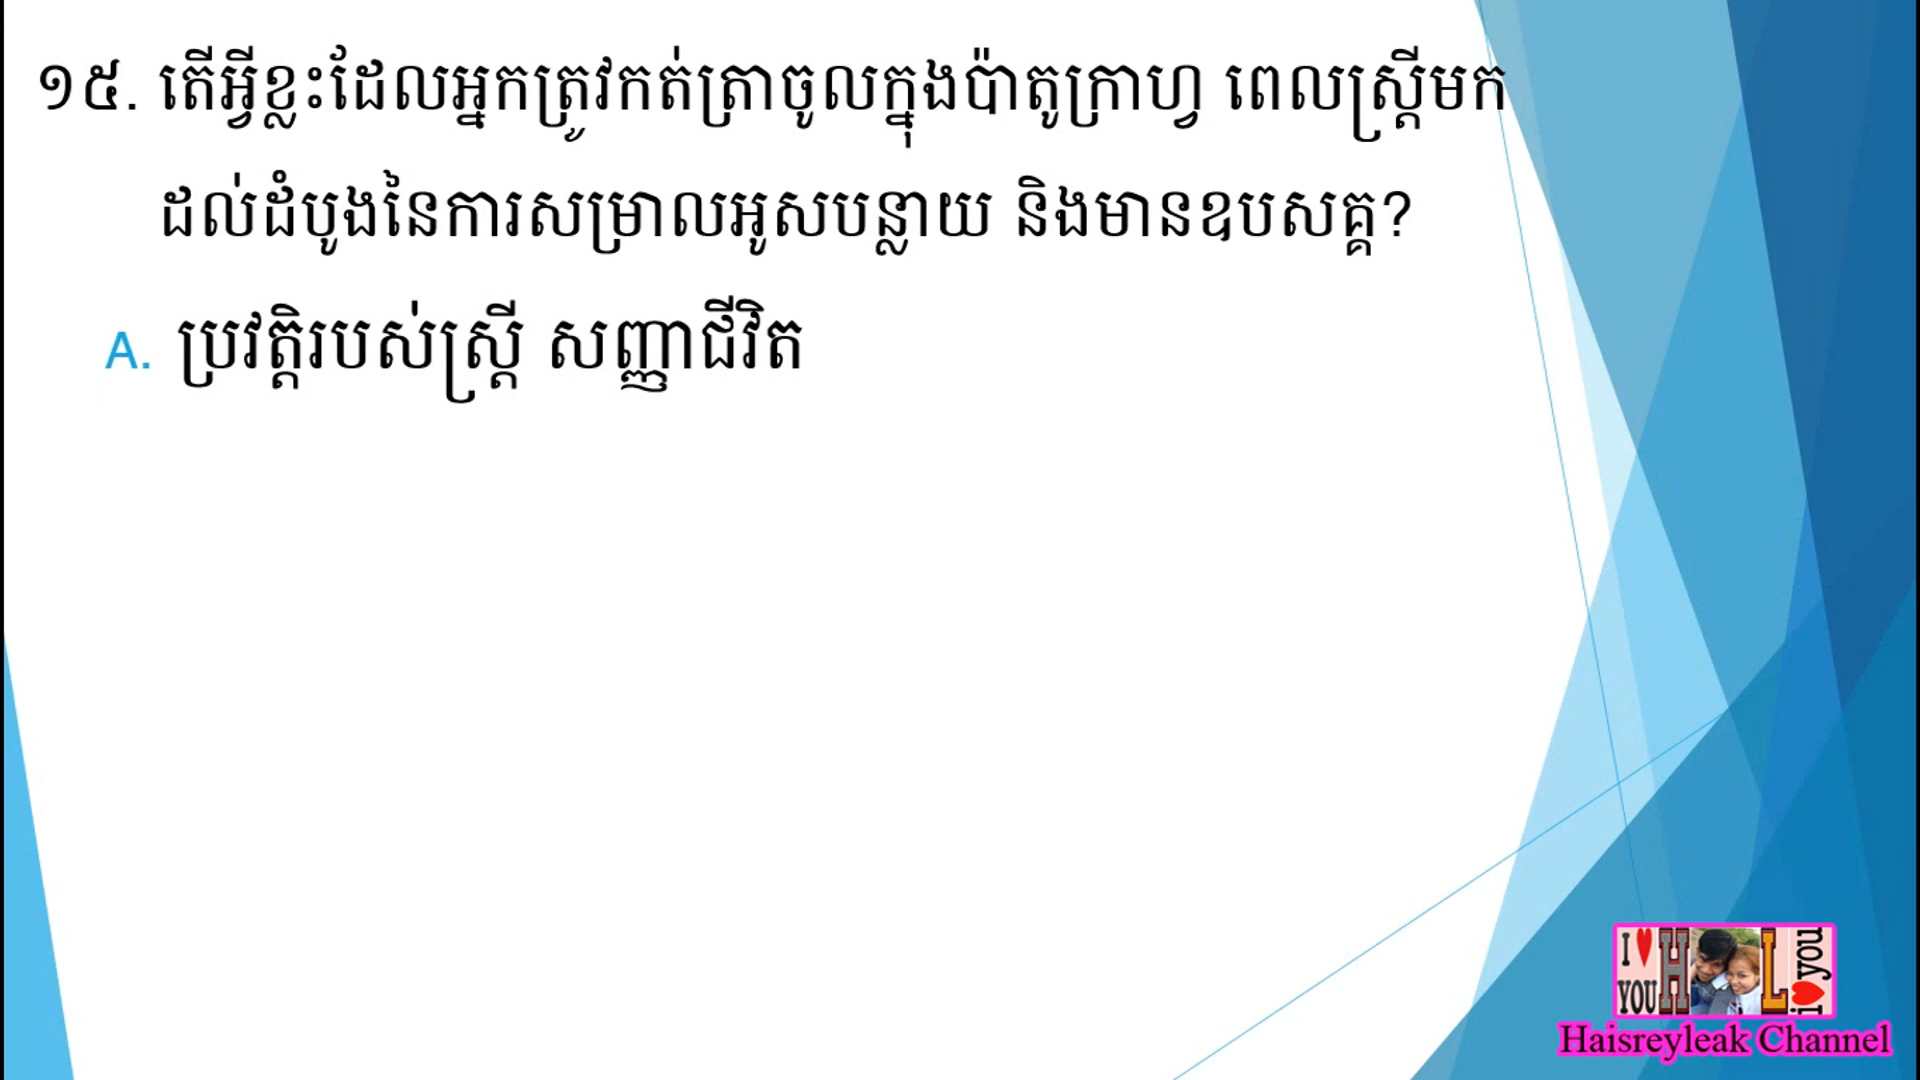 ១៥. តើអ្វីខ្លះដែលអ្នកត្រូវកត់ត្រាចូលក្នុងប៉ាតូក្រាហ្វ ពេលស្ត្រីមក
ដល់ដំបូងនៃការសម្រាលអូសបន្លាយ និងមានឧបសគ្គ?
A. ប្រវត្តិរបស់ស្ត្រី សញ្ញាជីវិត
I ♥ YOU H L i ♥ you
Haisreyleak Channel